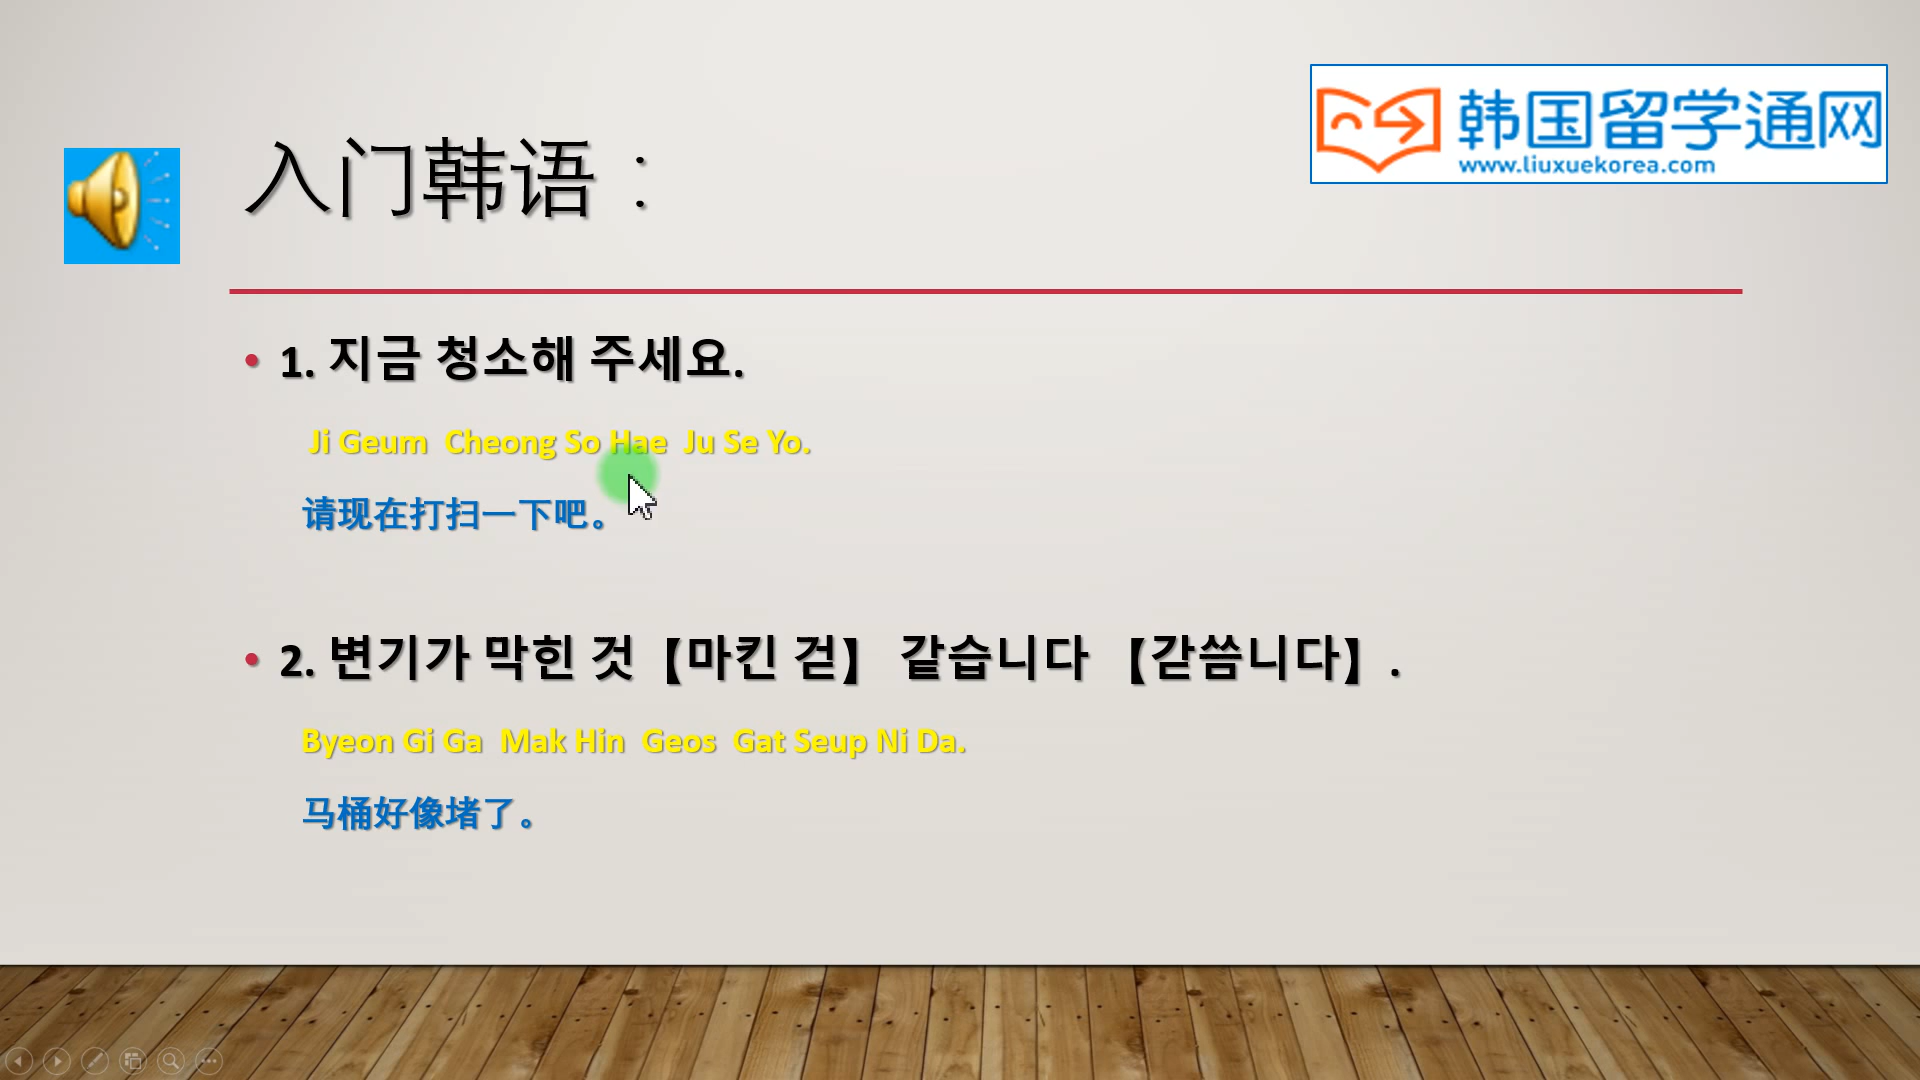 入门韩语：
韩国留学通网
www.liuxuekorea.com
• 1. 지금 청소해 주세요.
Ji Geum Cheong So Hae Ju Se Yo.
请现在打扫一下吧。
• 2. 변기가 막힌 것【마킨 걷】 같습니다 【갇씀니다】.
Byeon Gi Ga Mak Hin Geos Gat Seup Ni Da.
马桶好像堵了。